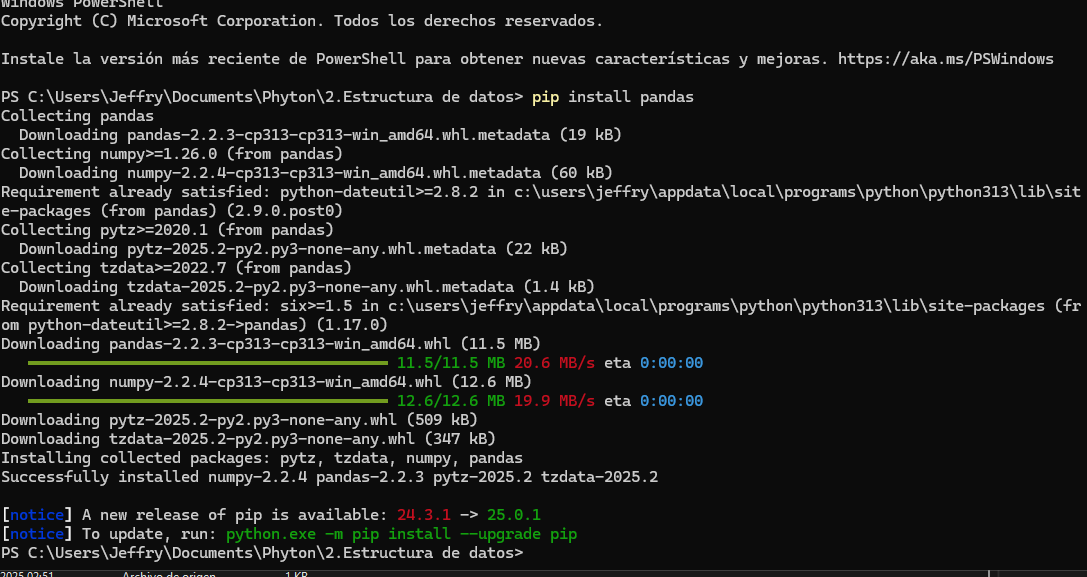 Windows PowerShell
Copyright (C) Microsoft Corporation. Todos los derechos reservados.
Instale la versión más reciente de PowerShell para obtener nuevas características y mejoras. https://aka.ms/PSWindows
PS C:\Users\Jeffry\Documents\Phyton\2.Estructura de datos> pip install pandas
Collecting pandas
  Downloading pandas-2.2.3-cp313-cp313-win_amd64.whl.metadata (19 kB)
Collecting numpy>=1.26.0 (from pandas)
  Downloading numpy-2.2.4-cp313-cp313-win_amd64.whl.metadata (60 kB)
Requirement already satisfied: python-dateutil>=2.8.2 in c:\users\jeffry\appdata\local\programs\python\python313\lib\sit
e-packages (from pandas) (2.9.0.post0)
Collecting pytz>=2020.1 (from pandas)
  Downloading pytz-2025.2-py2.py3-none-any.whl.metadata (22 kB)
Collecting tzdata>=2022.7 (from pandas)
  Downloading tzdata-2025.2-py2.py3-none-any.whl.metadata (1.4 kB)
Requirement already satisfied: six>=1.5 in c:\users\jeffry\appdata\local\programs\python\python313\lib\site-packages (fr
om python-dateutil>=2.8.2->pandas) (1.17.0)
Downloading pandas-2.2.3-cp313-cp313-win_amd64.whl (11.5 MB)
11.5/11.5 MB 20.6 MB/s eta 0:00:00
Downloading numpy-2.2.4-cp313-cp313-win_amd64.whl (12.6 MB)
12.6/12.6 MB 19.9 MB/s eta 0:00:00
Downloading pytz-2025.2-py2.py3-none-any.whl (509 kB)
Downloading tzdata-2025.2-py2.py3-none-any.whl (347 kB)
Installing collected packages: pytz, tzdata, numpy, pandas
Successfully installed numpy-2.2.4 pandas-2.2.3 pytz-2025.2 tzdata-2025.2
[notice] A new release of pip is available: 24.3.1 -> 25.0.1
[notice] To update, run: python.exe -m pip install --upgrade pip
PS C:\Users\Jeffry\Documents\Phyton\2.Estructura de datos>
2025 02:51 Archivo de origen 1 KB